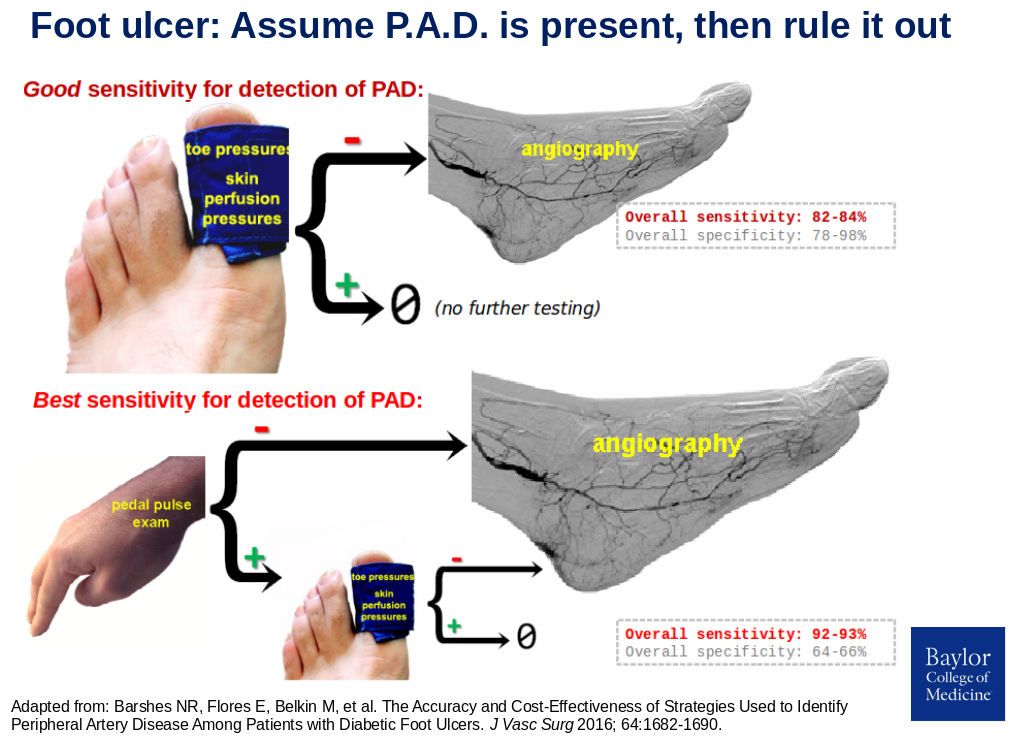 Foot ulcer: Assume P.A.D. is present, then rule it out
Good sensitivity for detection of PAD:
toe pressures
skin
perfusion
pressures
-
angiography
Overall sensitivity: 82-84%
Overall specificity: 78-98%
+
0 (no further testing)
Best sensitivity for detection of PAD:
-
angiography
pedal pulse
exam
+
toe pressures
skin
perfusion
pressures
-
+
0
Overall sensitivity: 92-93%
Overall specificity: 64-66%
Baylor
College of
Medicine
Adapted from: Barshes NR, Flores E, Belkin M, et al. The Accuracy and Cost-Effectiveness of Strategies Used to Identify
Peripheral Artery Disease Among Patients with Diabetic Foot Ulcers. J Vasc Surg 2016; 64:1682-1690.